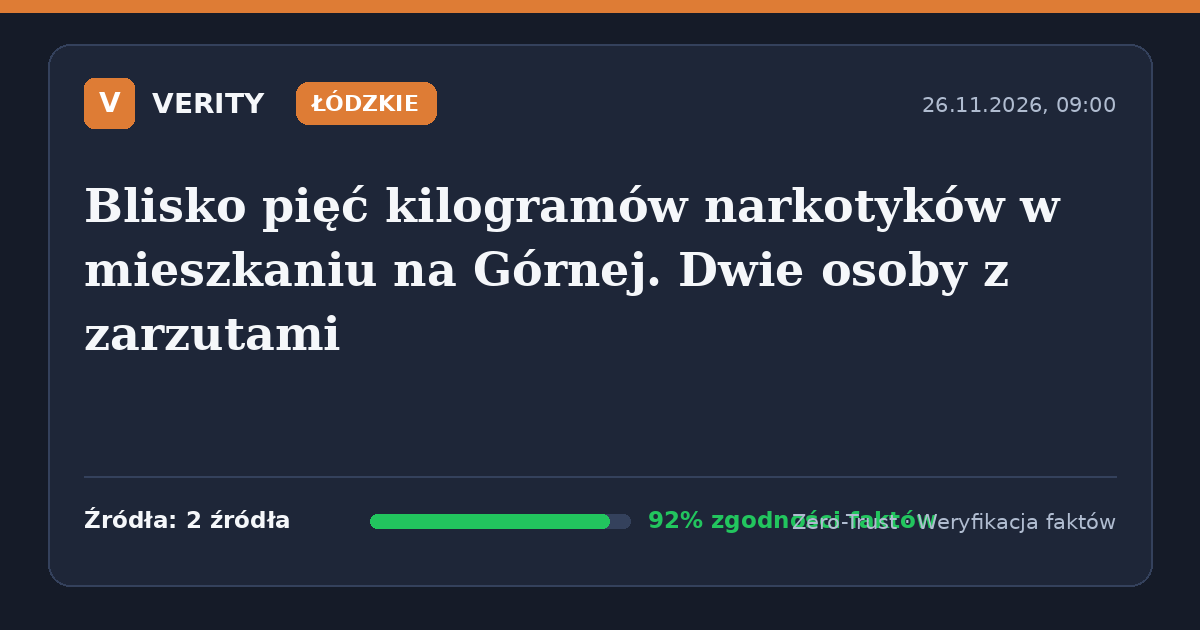 V VERITY ŁÓDZKIE 26.11.2026, 09:00
Blisko pięć kilogramów narkotyków w
mieszkaniu na Górnej. Dwie osoby z
zarzutami
Źródła: 2 źródła 92% zgodności faktów Zero-Trust · Weryfikacja faktów